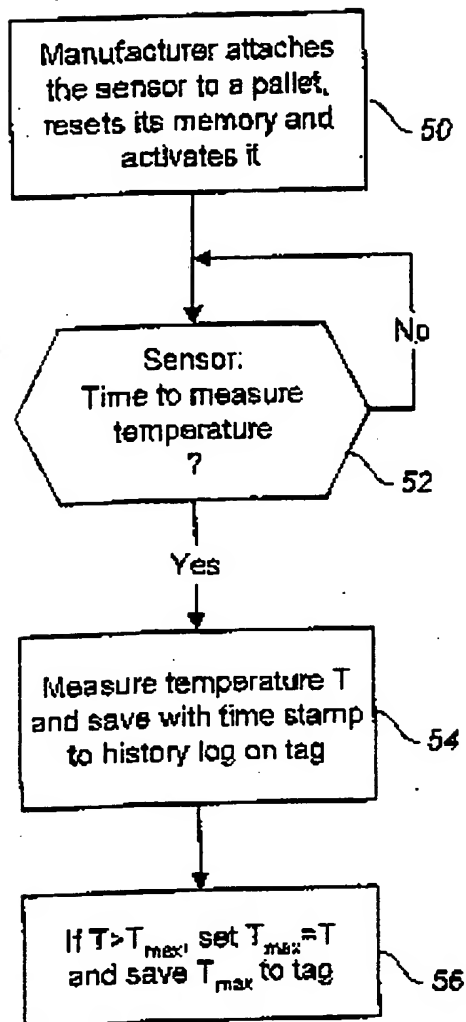 Manufacturer attaches
the sensor to a pallet,
resets its memory and
activates it
50
No
Sensor:
Time to measure
temperature
?
52
Yes
Measure temperature T
and save with time stamp
to history log on tag
54
If T>Tmax, set Tmax=T
and save Tmax to tag
56